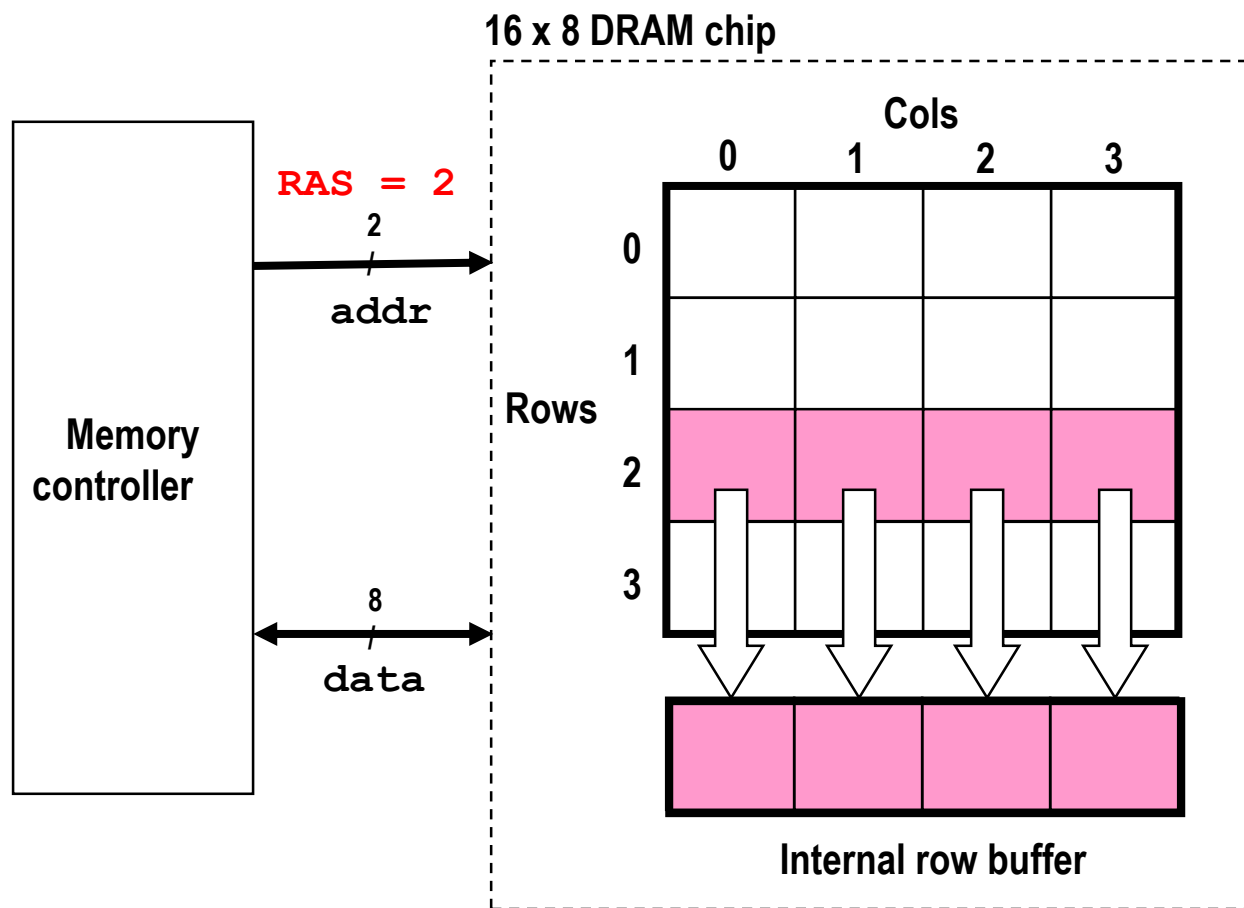 16 x 8 DRAM chip
Cols
0 1 2 3
RAS = 2
2
addr
0
1
Rows
2
3
Memory
controller
8
data
Internal row buffer